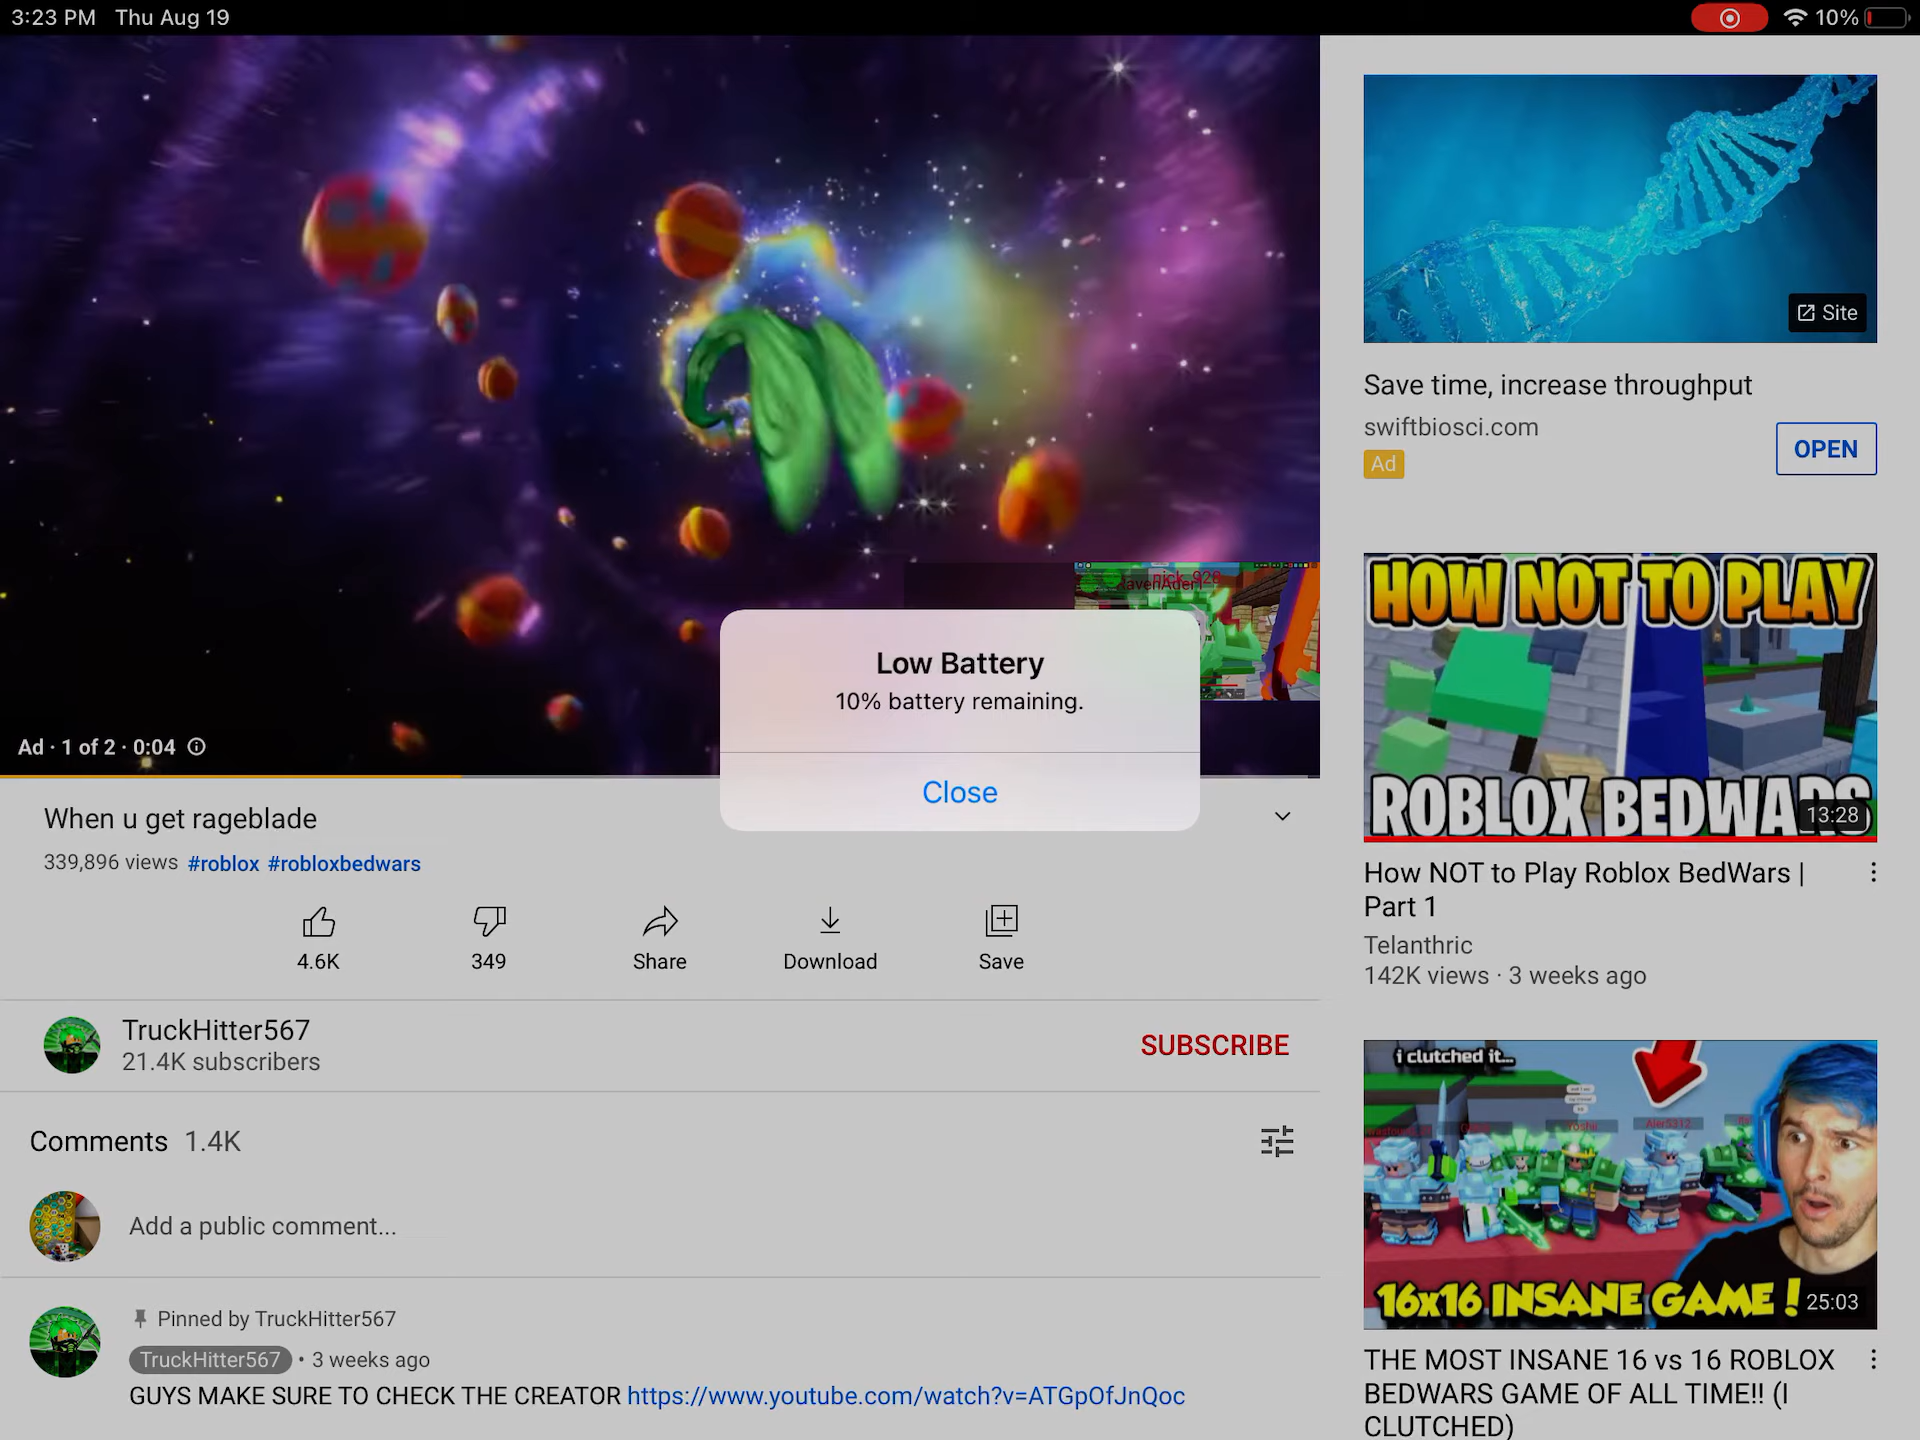 3:23 PM Thu Aug 19
10%
nick_928
Ad · 1 of 2 · 0:04
Low Battery
10% battery remaining.
Close
When u get rageblade
339,896 views #roblox #robloxbedwars
4.6K
349
Share
Download
Save
TruckHitter567
21.4K subscribers
SUBSCRIBE
Comments 1.4K
Add a public comment...
Pinned by TruckHitter567
TruckHitter567 • 3 weeks ago
GUYS MAKE SURE TO CHECK THE CREATOR https://www.youtube.com/watch?v=ATGpOfJnQoc
Site
Save time, increase throughput
swiftbiosci.com
Ad
OPEN
HOW NOT TO PLAY
ROBLOX BEDWARS
13:28
How NOT to Play Roblox BedWars |
Part 1
Telanthric
142K views · 3 weeks ago
i clutched it...
Yoshii
Aler5312
16x16 INSANE GAME!
25:03
THE MOST INSANE 16 vs 16 ROBLOX
BEDWARS GAME OF ALL TIME!! (I
CLUTCHED)